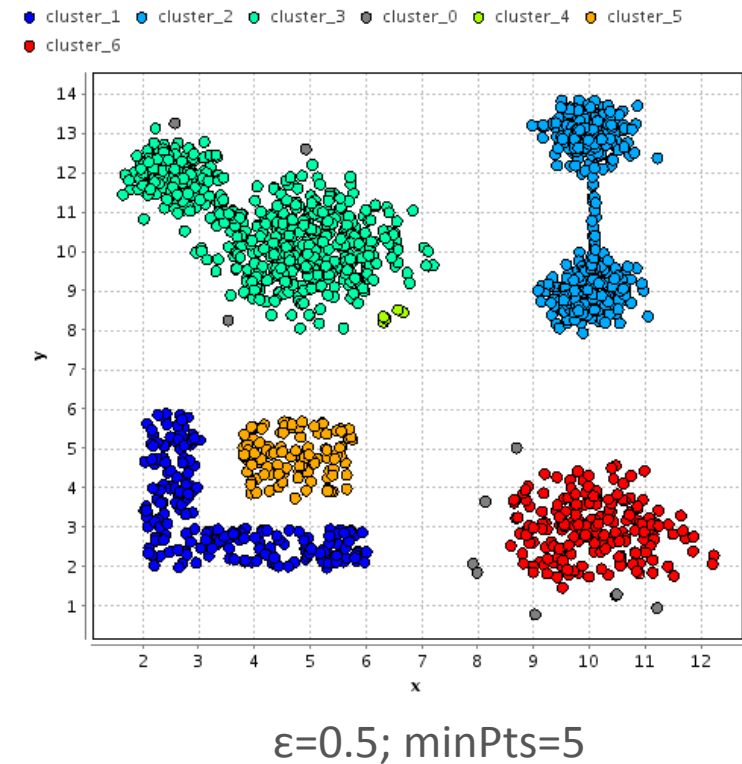 cluster_1 cluster_2 cluster_3 cluster_0 cluster_4 cluster_5
cluster_6
14
13
12
11
10
9
8
7
6
5
4
3
2
1
y
2 3 4 5 6 7 8 9 10 11 12
x
ε=0.5; minPts=5